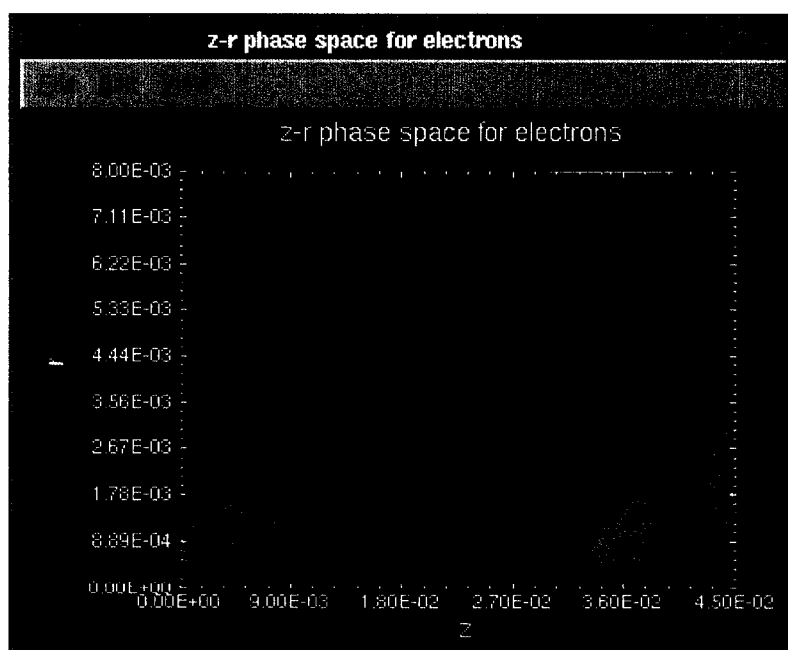 z-r phase space for electrons
z-r phase space for electrons
8.00E-03
7.11E-03
6.22E-03
5.33E-03
4.44E-03
r
3.56E-03
2.67E-03
1.78E-03
8.89E-04
0.00E+00
0.00E+00 9.00E-03 1.80E-02 2.70E-02 3.60E-02 4.50E-02
Z